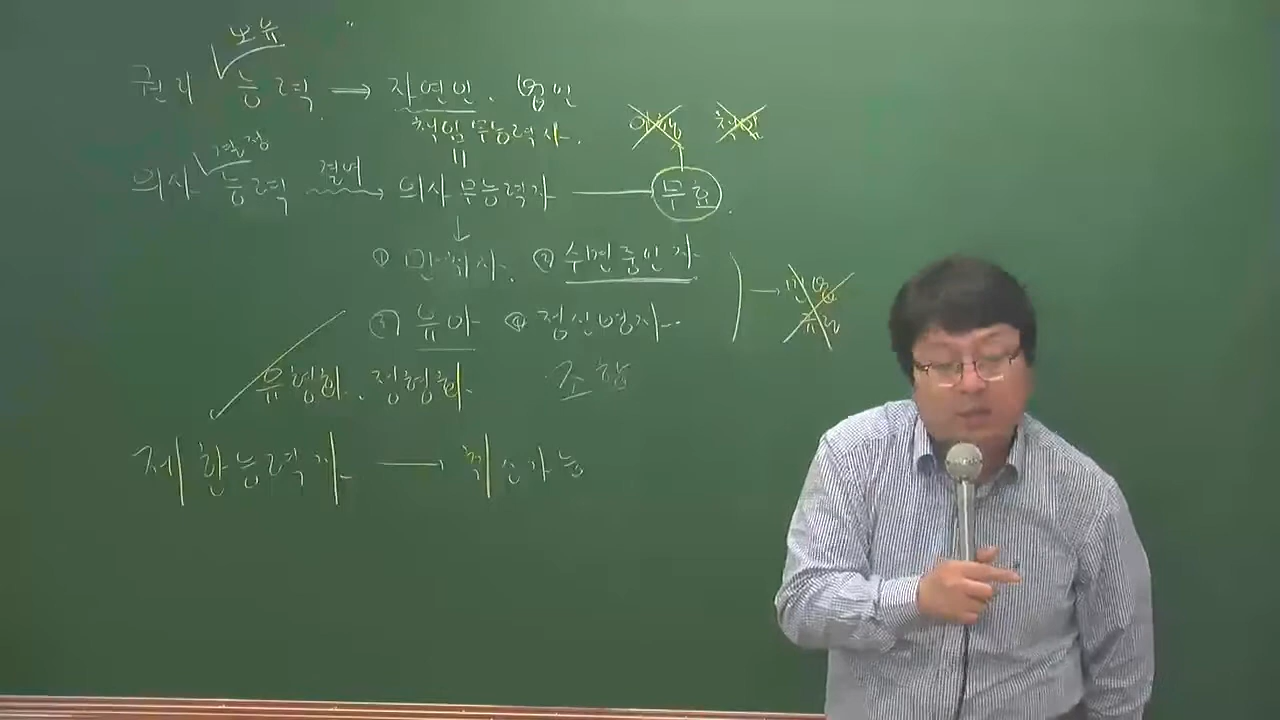 보유
권리 능력 → 자연인. 법인
책임무능력자.
결정
의사 능력 결여 → 의사무능력자 — 무효.
↓
① 만취자. ② 수면중인자
③ 유아 ④ 정신병자..
유형화. 정형화.
조합
제한능력자 → 취소가능